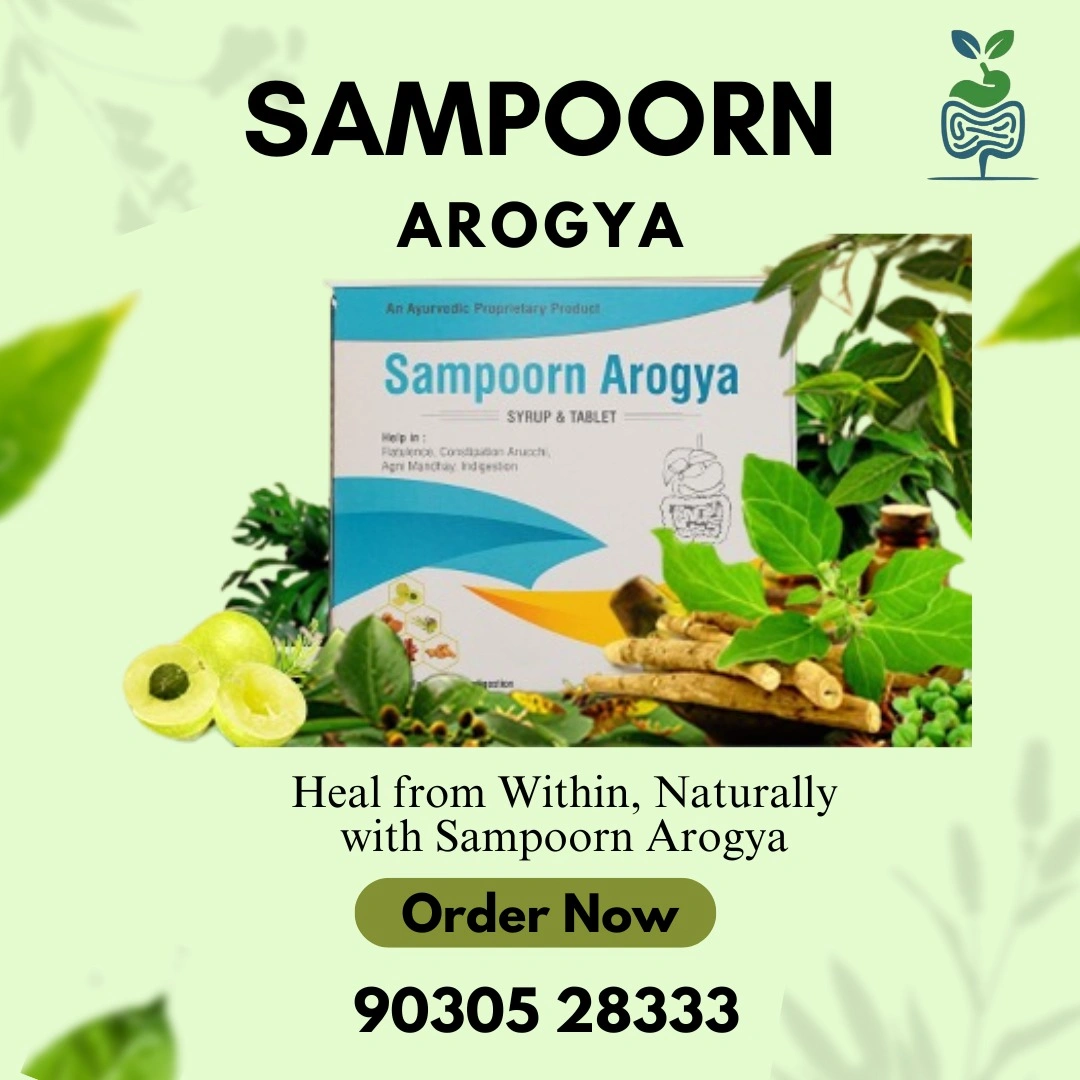 SAMPOORN
AROGYA
An Ayurvedic Proprietary Product
Sampoorn Arogya
SYRUP & TABLET
Help in :
Flatulence, Constipation Arucchi,
Agni Mandhay, Indigestion
Heal from Within, Naturally
with Sampoorn Arogya
Order Now
90305 28333